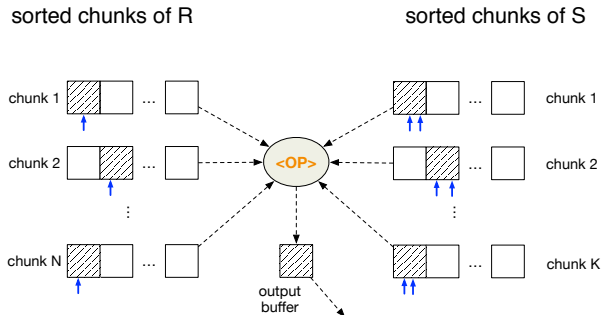 sorted chunks of R
sorted chunks of S
chunk 1
...
...
chunk 1
chunk 2
...
<OP>
...
chunk 2
...
...
chunk N
...
...
chunk K
output
buffer